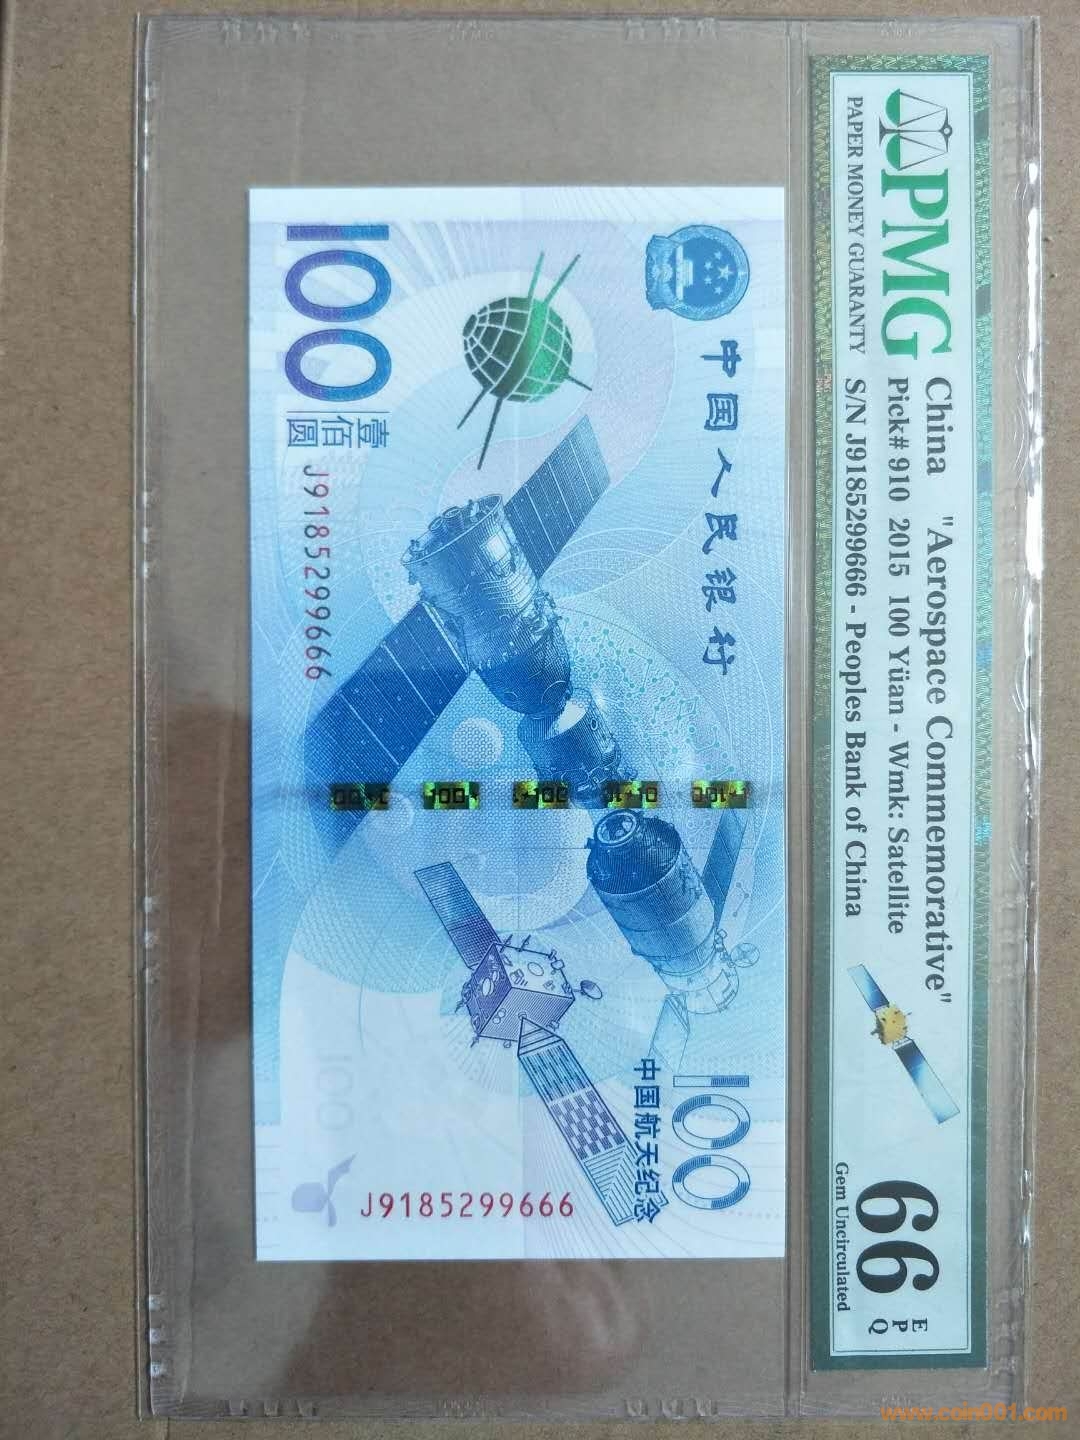 PMG
PAPER MONEY GUARANTY
China "Aerospace Commemorative"
Pick# 910 2015 100 Yüan - Wmk: Satellite
S/N J9185299666 - Peoples Bank of China
66
EPQ
Gem Uncirculated
中国人民银行
100
壹佰圆
J9185299666
100
中国航天纪念
J9185299666
100
www.coin001.com